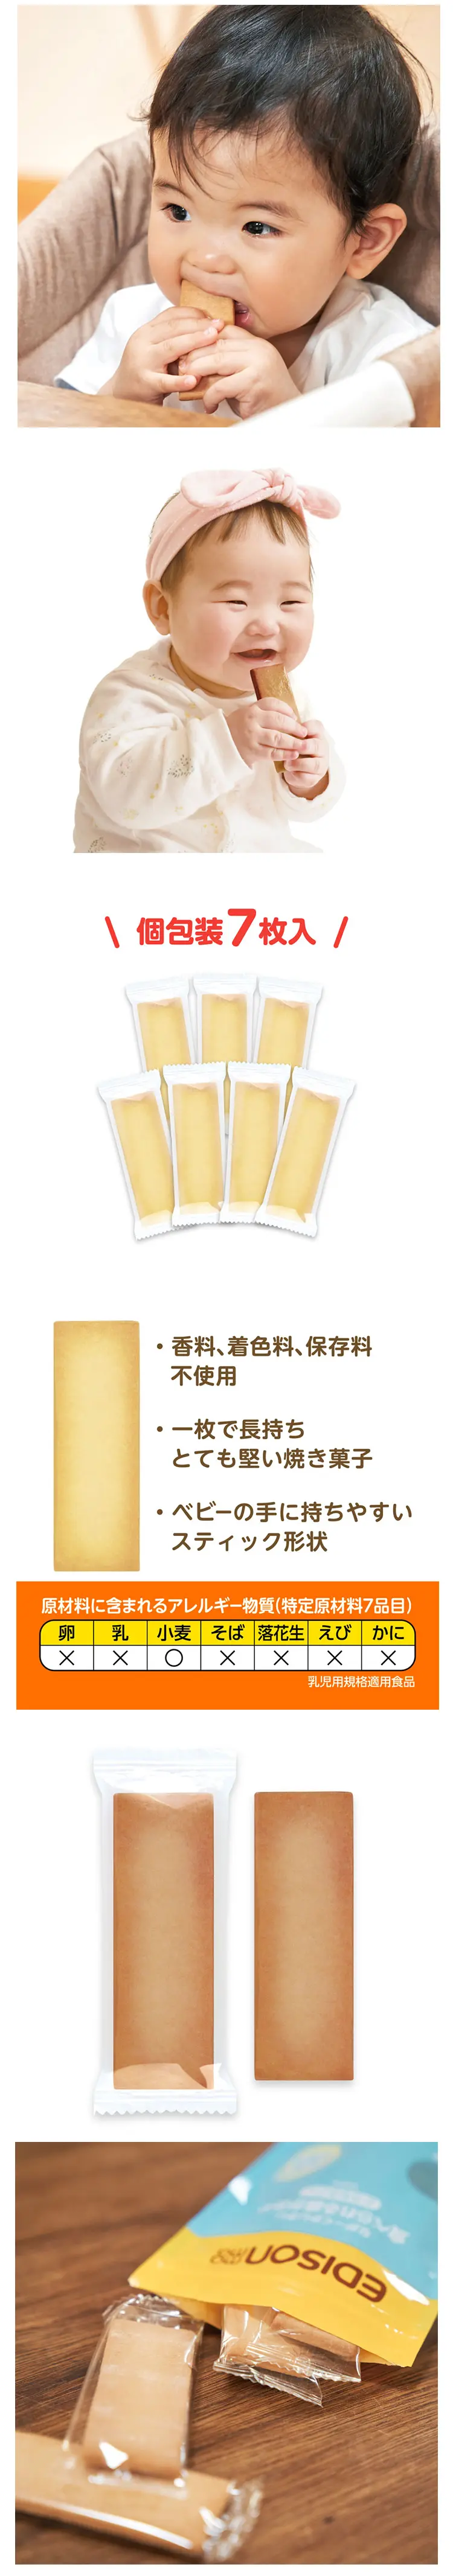 \ 個包装7枚入 /
・香料、着色料、保存料
不使用
・一枚で長持ち
とても堅い焼き菓子
・ベビーの手に持ちやすい
スティック形状
原材料に含まれるアレルギー物質(特定原材料7品目)
卵 乳 小麦 そば 落花生 えび かに
× × ○ × × × ×
乳児用規格適用食品
EDISON